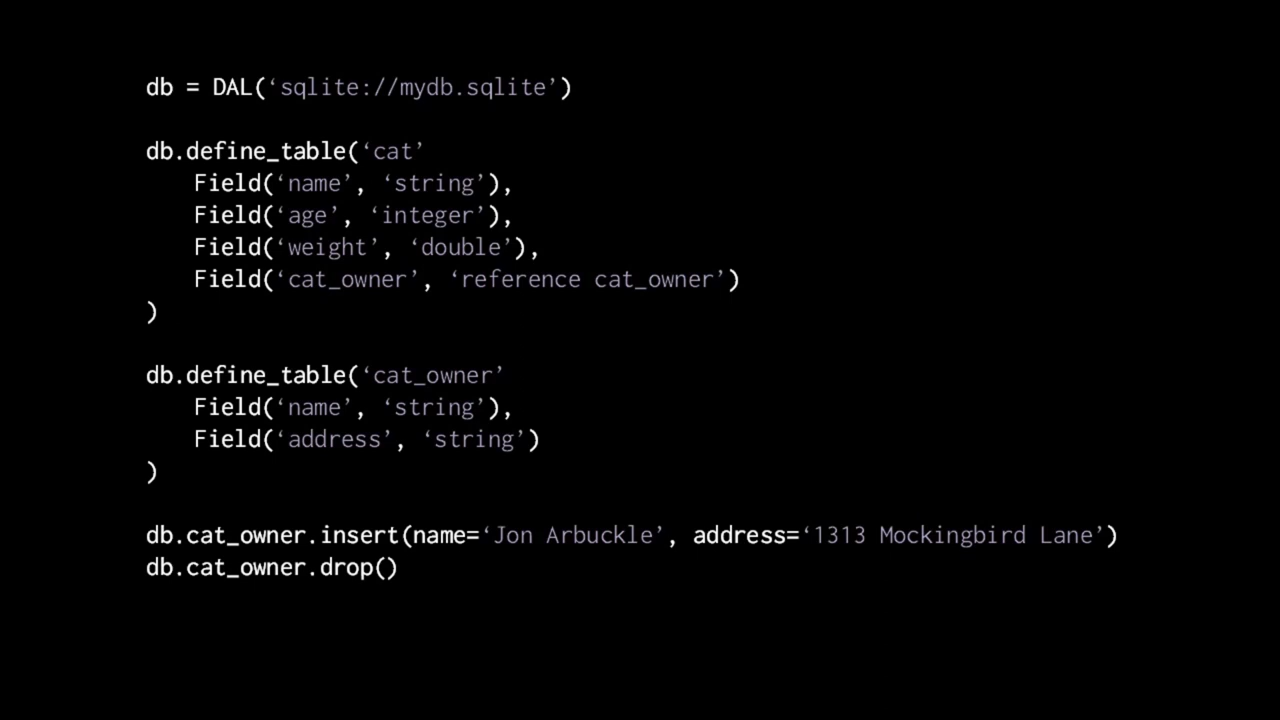 db = DAL(‘sqlite://mydb.sqlite’)
db.define_table(‘cat’
Field(‘name’, ‘string’),
Field(‘age’, ‘integer’),
Field(‘weight’, ‘double’),
Field(‘cat_owner’, ‘reference cat_owner’)
)
db.define_table(‘cat_owner’
Field(‘name’, ‘string’),
Field(‘address’, ‘string’)
)
db.cat_owner.insert(name=‘Jon Arbuckle’, address=‘1313 Mockingbird Lane’)
db.cat_owner.drop()